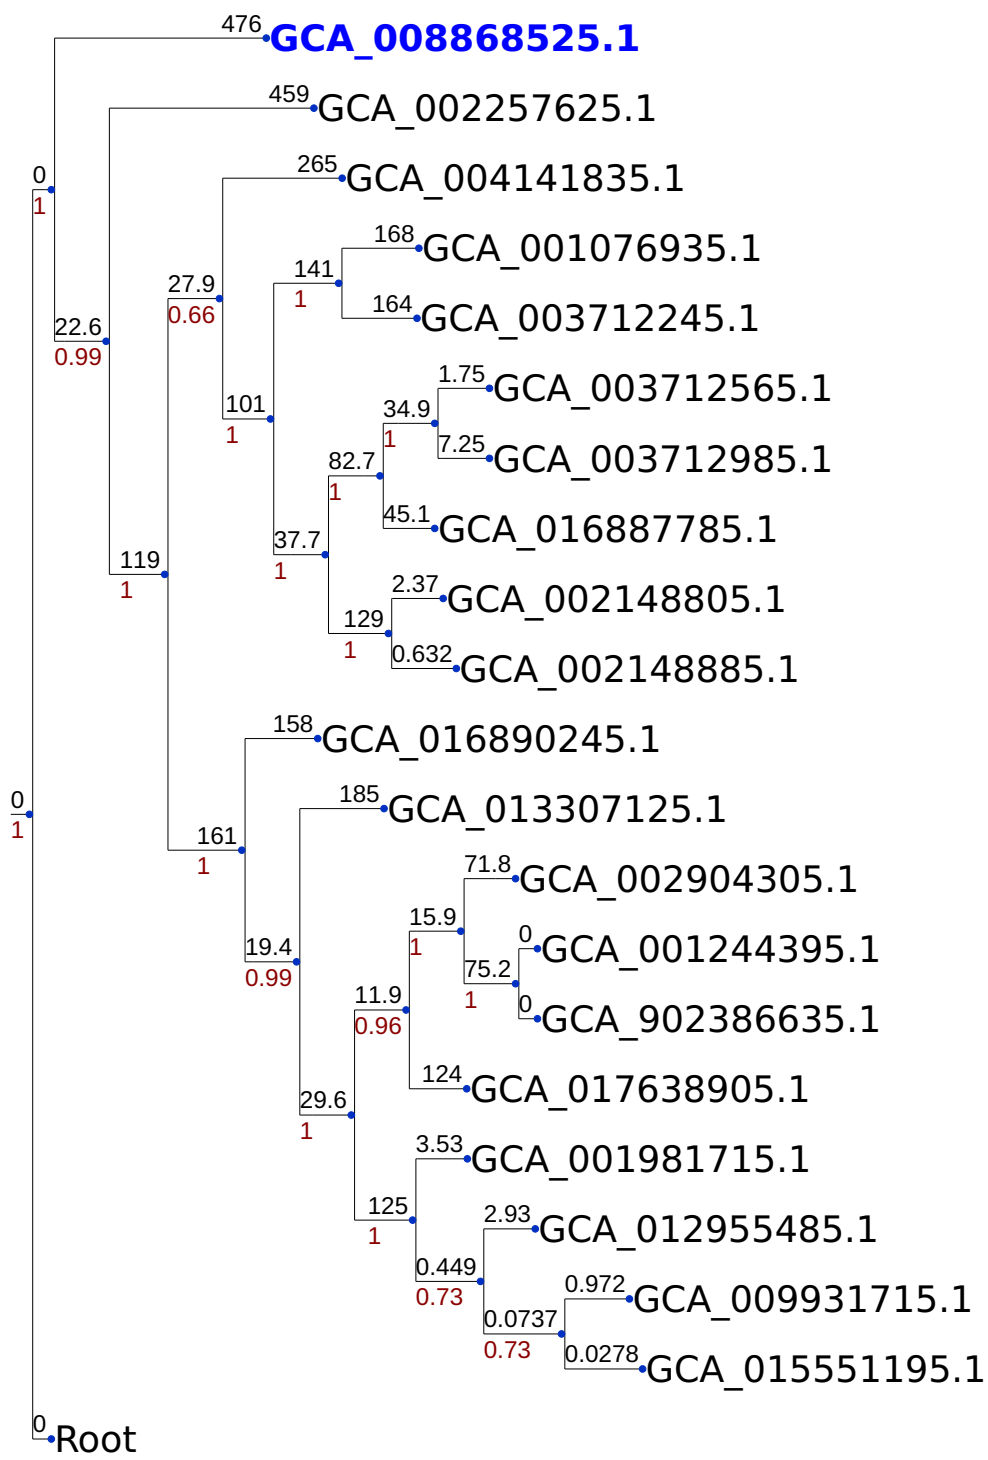 476
GCA_008868525.1
459
GCA_002257625.1
265
GCA_004141835.1
0
1
168
GCA_001076935.1
141
1
27.9
0.66
164
GCA_003712245.1
22.6
0.99
1.75
GCA_003712565.1
101
1
34.9
1
7.25
GCA_003712985.1
82.7
1
45.1
GCA_016887785.1
37.7
1
119
1
2.37
GCA_002148805.1
129
1
0.632
GCA_002148885.1
158
GCA_016890245.1
0
1
185
GCA_013307125.1
161
1
71.8
GCA_002904305.1
15.9
1
19.4
0.99
0
GCA_001244395.1
75.2
1
11.9
0.96
0
GCA_902386635.1
124
GCA_017638905.1
29.6
1
3.53
GCA_001981715.1
125
1
2.93
GCA_012955485.1
0.449
0.73
0.972
GCA_009931715.1
0.0737
0.73
0.0278
GCA_015551195.1
0
Root